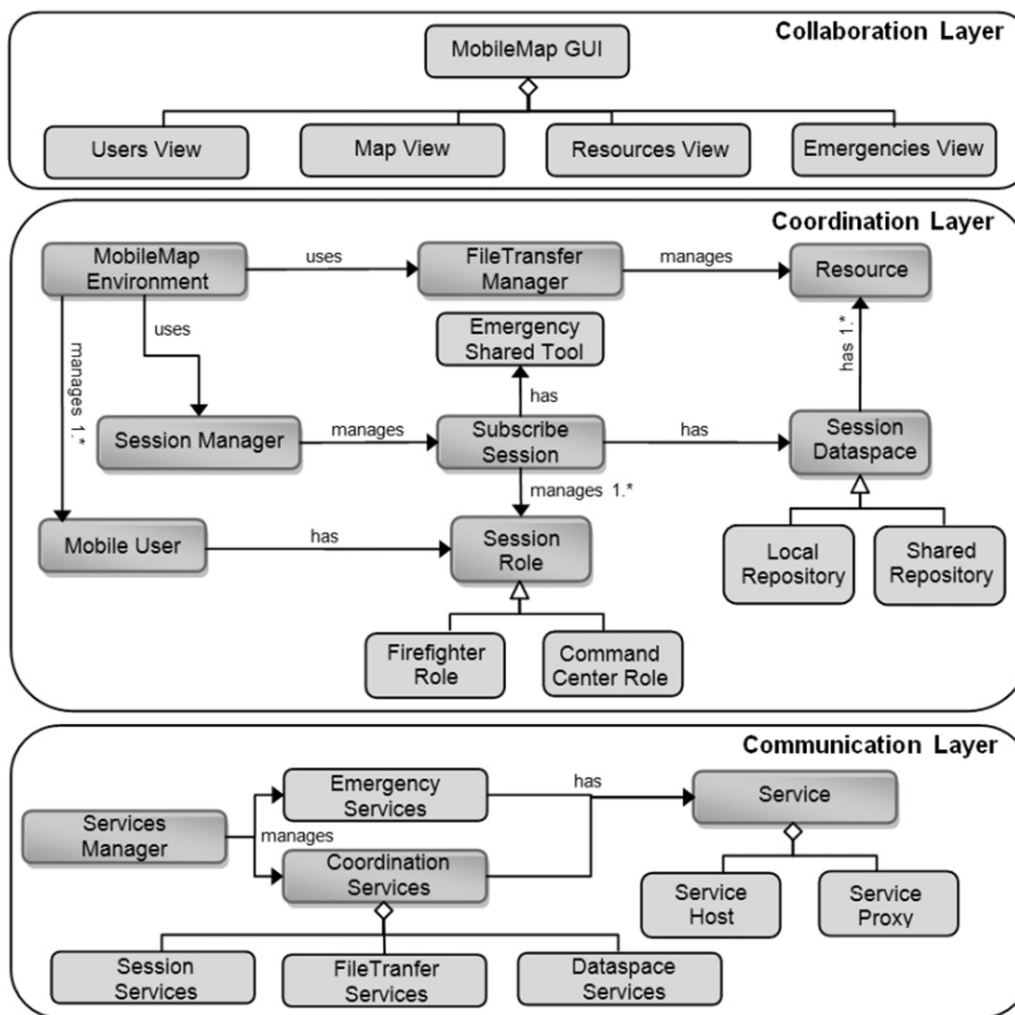 Collaboration Layer
MobileMap GUI
Users View
Map View
Resources View
Emergencies View
Coordination Layer
MobileMap
Environment
uses
FileTransfer
Manager
manages
Resource
uses
manages 1.*
Emergency
Shared Tool
has
has 1.*
Session Manager
manages
Subscribe
Session
has
Session
Dataspace
manages 1.*
Mobile User
has
Session
Role
Local
Repository
Shared
Repository
Firefighter
Role
Command
Center Role
Communication Layer
Services
Manager
manages
Emergency
Services
has
Service
Coordination
Services
Service
Host
Service
Proxy
Session
Services
FileTranfer
Services
Dataspace
Services